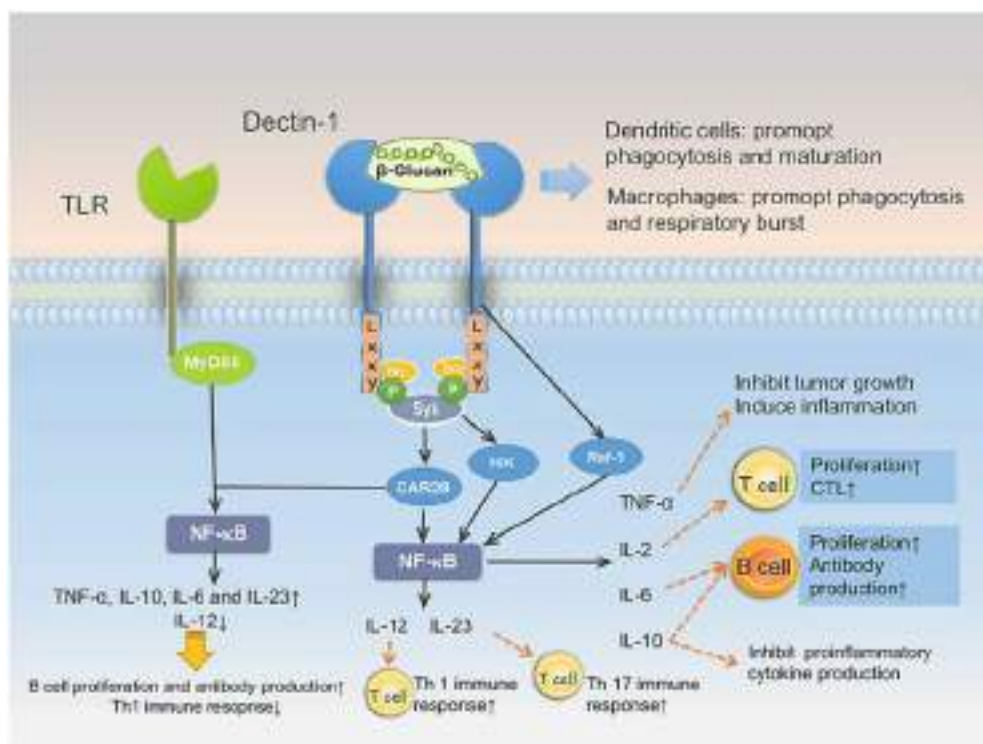 Dectin-1
β-Glucan
TLR
Dendritic cells: promopt
phagocytosis and maturation
Macrophages: promopt phagocytosis
and respiratory burst
L
x
x
y
L
x
x
y
MyD88
P
P
Syk
NIK
Raf-1
CARD9
Inhibit tumor growth
Induce inflammation
T cell
Proliferation↑
CTL↑
TNF-α
NF-κB
NF-κB
IL-2
B cell
Proliferation↑
Antibody
production↑
IL-6
TNF-α, IL-10, IL-6 and IL-23↑
IL-12↓
IL-12
IL-23
IL-10
Inhibit proinflammatory
cytokine production
B cell proliferation and antibody production↑
Th1 immune resoprse↓
T cell
Th 1 immune
response↑
T cell
Th 17 immune
response↑